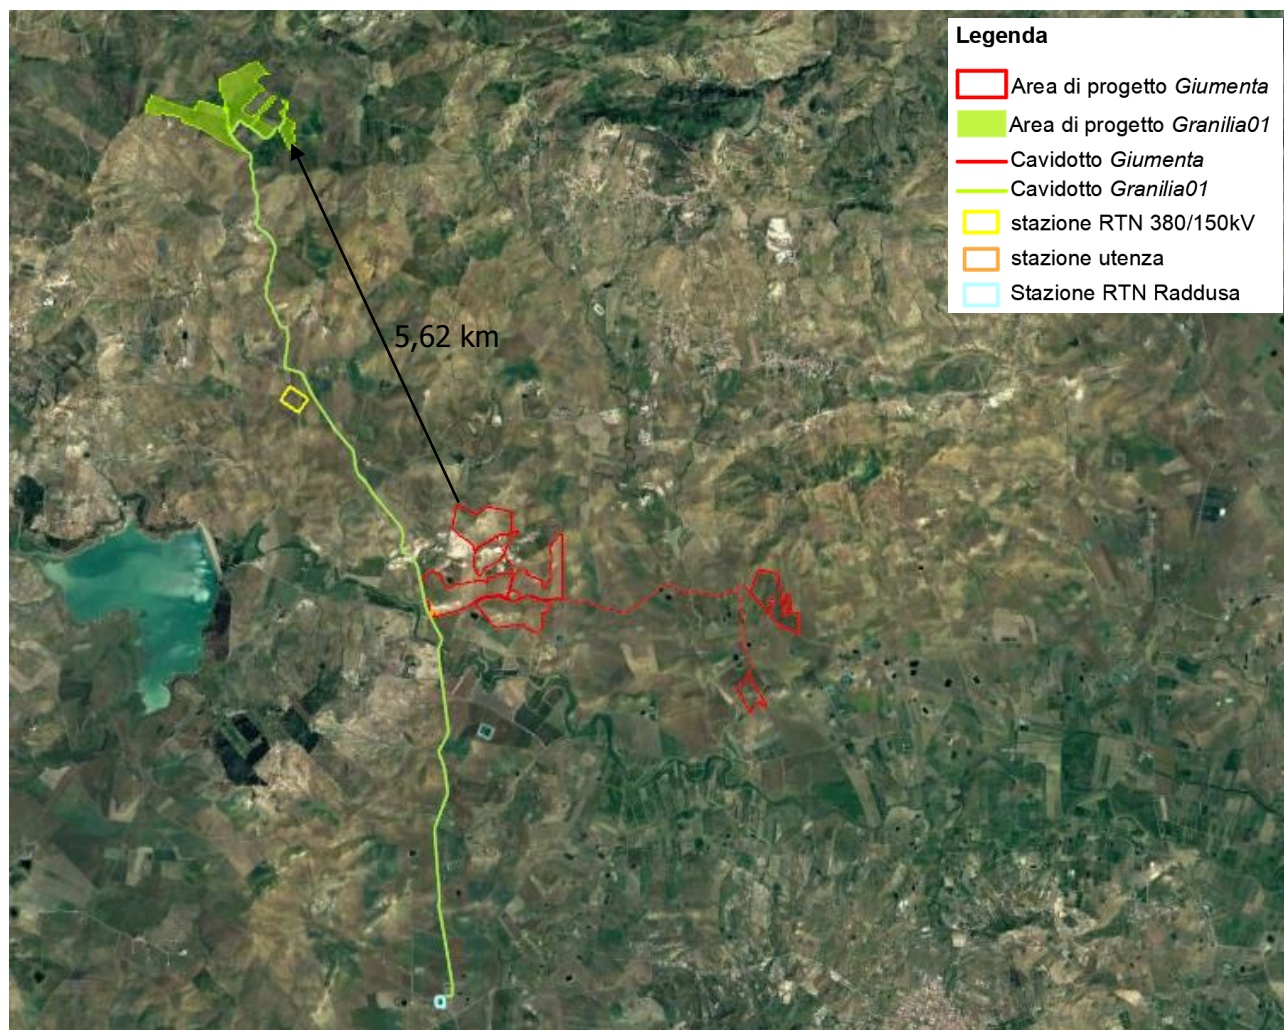 Legenda
Area di progetto Giumenta
Area di progetto Granilia01
Cavidotto Giumenta
Cavidotto Granilia01
stazione RTN 380/150kV
stazione utenza
Stazione RTN Raddusa
5,62 km